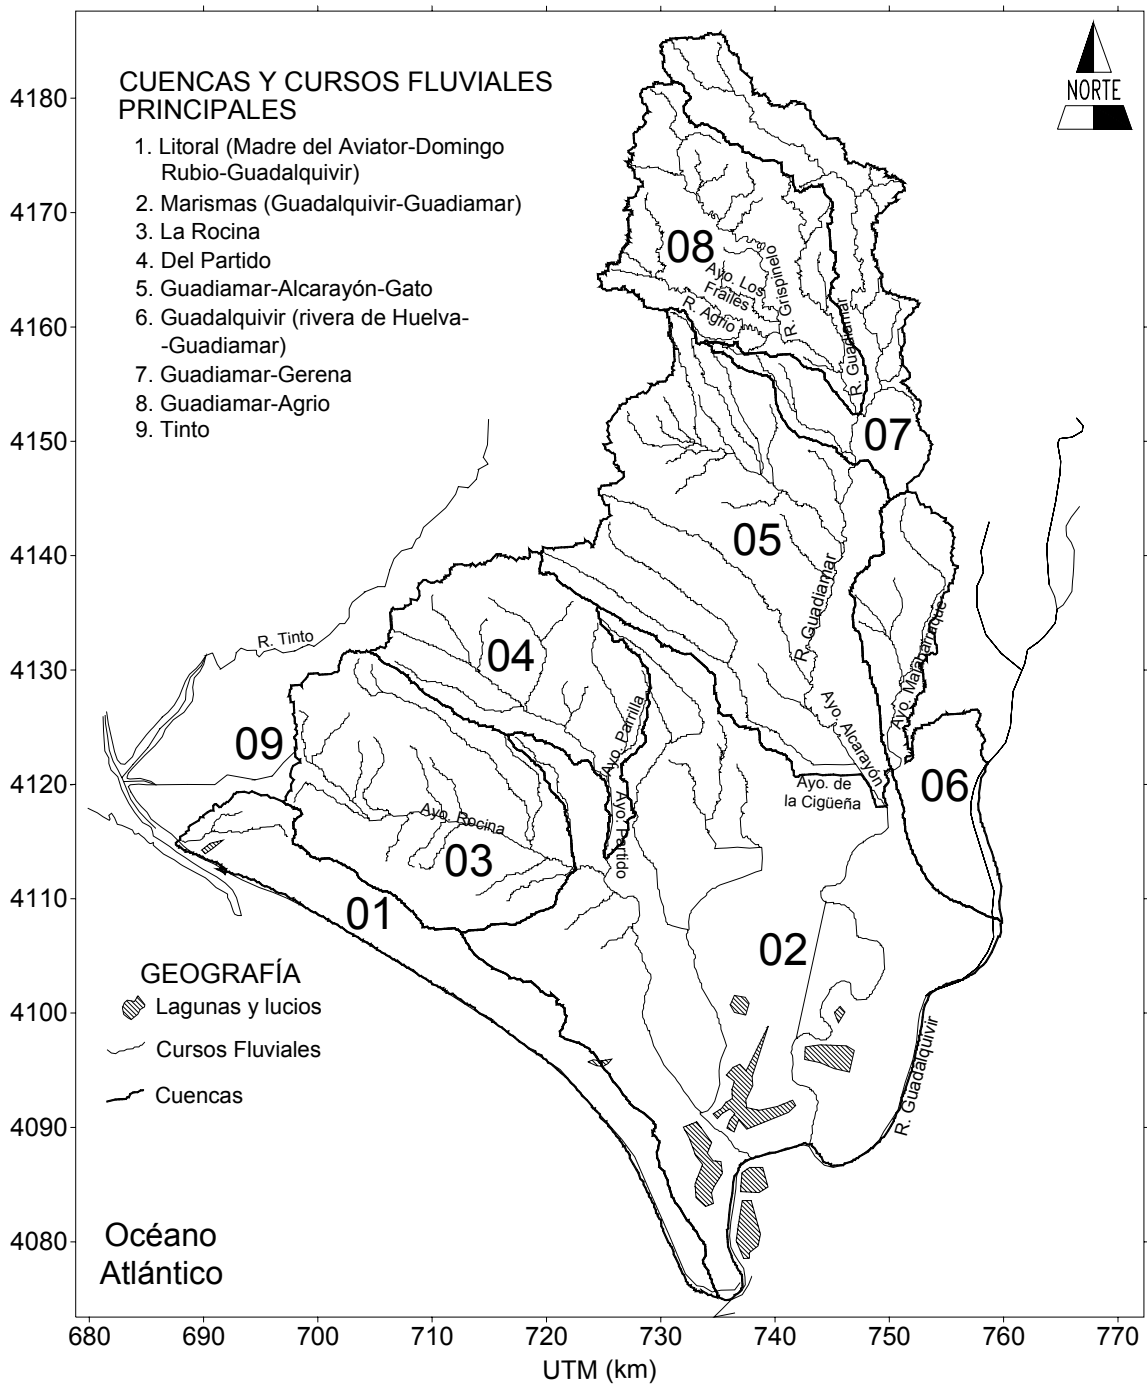 CUENCAS Y CURSOS FLUVIALES
PRINCIPALES
1. Litoral (Madre del Aviator-Domingo
Rubio-Guadalquivir)
2. Marismas (Guadalquivir-Guadiamar)
3. La Rocina
4. Del Partido
5. Guadiamar-Alcarayón-Gato
6. Guadalquivir (rivera de Huelva-
-Guadiamar)
7. Guadiamar-Gerena
8. Guadiamar-Agrio
9. Tinto
NORTE
4180
4170
4160
4150
4140
4130
4120
4110
4100
4090
4080
08
Ayo. Los
Frailes
R. Agrio
R. Grispinelo
R. Guadiamar
07
05
R. Guadiamar
Ayo. Majabarraque
R. Tinto
04
Ayo. Parrilla
Ayo. Alcarayón
09
06
Ayo. de
la Cigüeña
Ayo. Rocina
Ayo. Partido
03
01
02
R. Guadalquivir
GEOGRAFÍA
Lagunas y lucios
Cursos Fluviales
Cuencas
Océano
Atlántico
680 690 700 710 720 730 740 750 760 770
UTM (km)